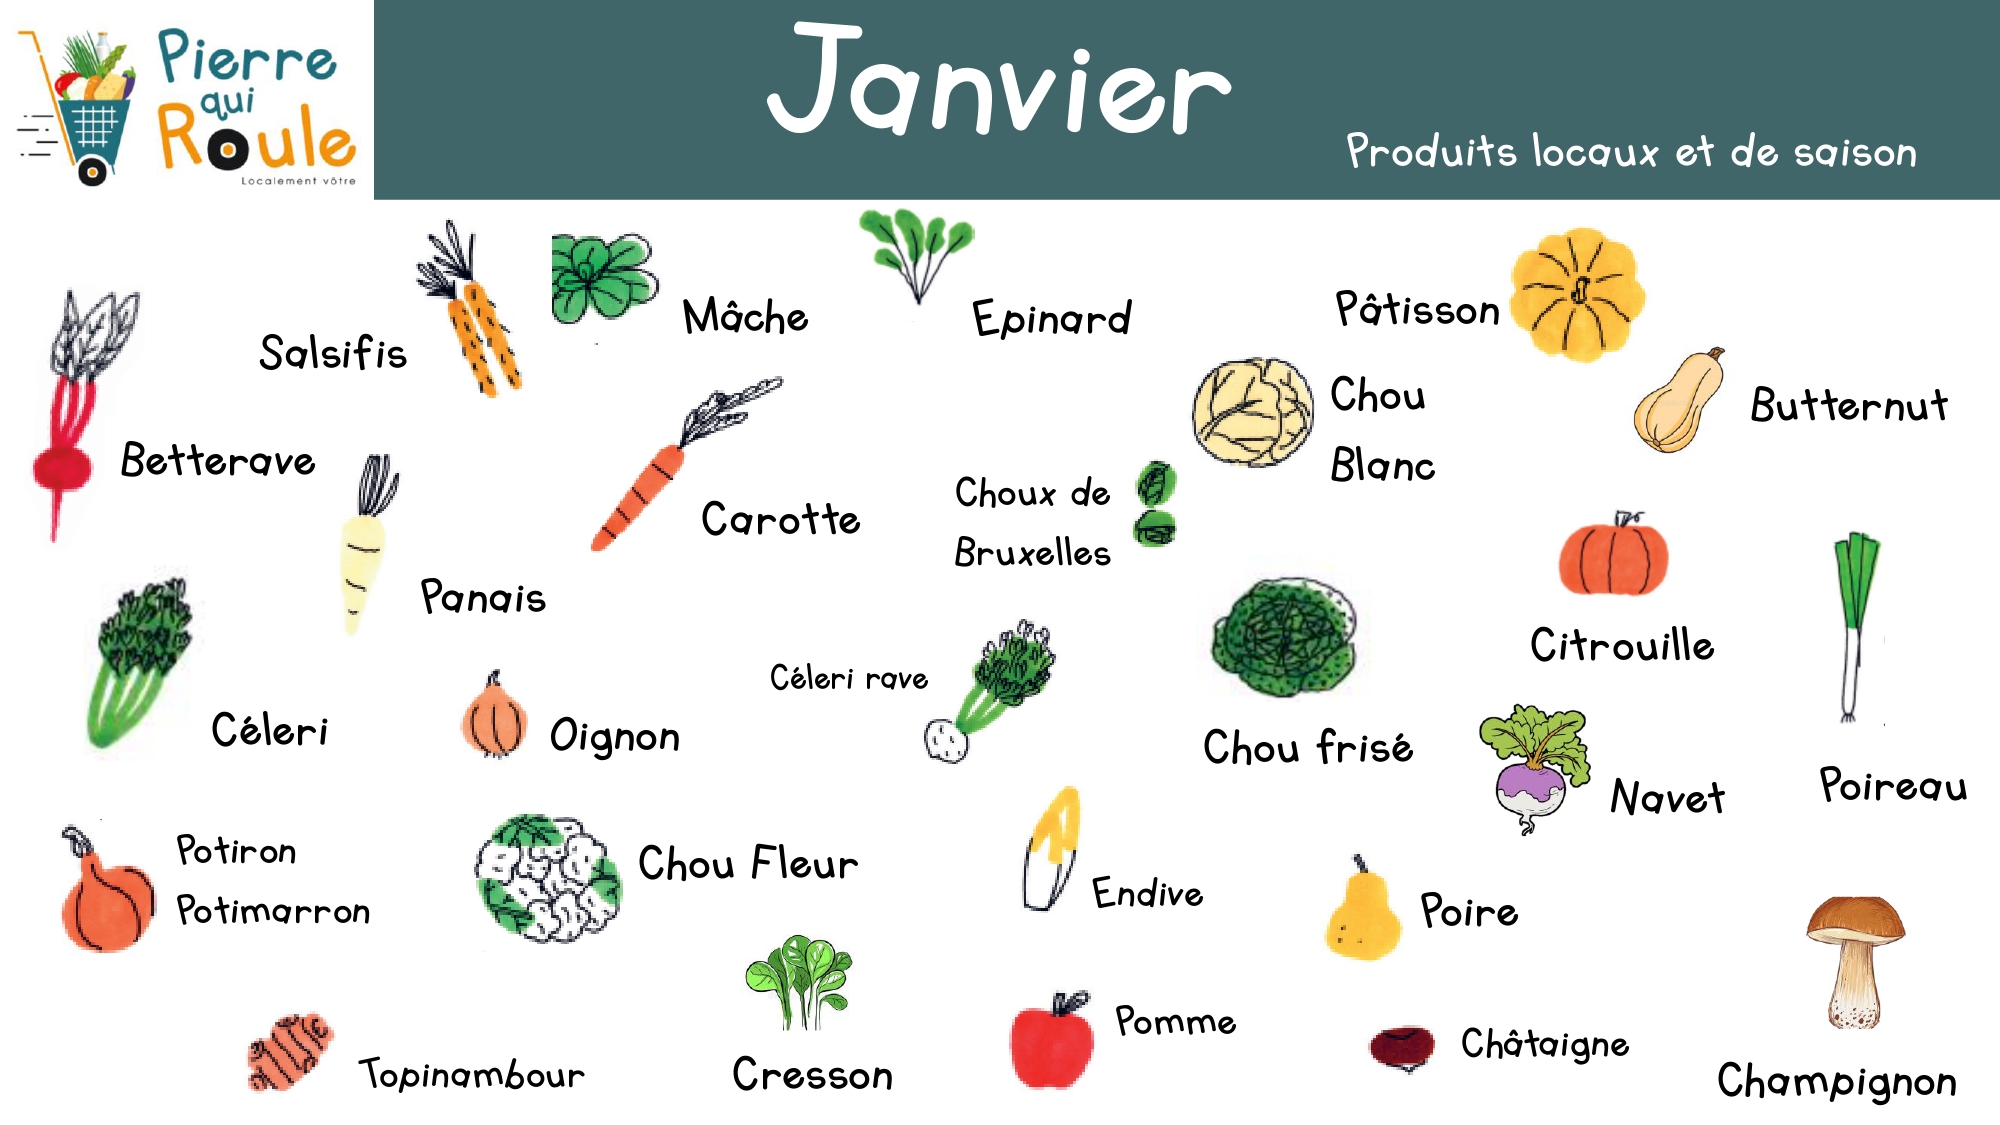 Pierre
qui
Roule
Localement vôtre
Janvier
Produits locaux et de saison
Salsifis
Mâche
Epinard
Pâtisson
Chou
Blanc
Butternut
Betterave
Carotte
Choux de
Bruxelles
Panais
Citrouille
Céleri rave
Céleri
Oignon
Chou frisé
Navet
Poireau
Potiron
Potimarron
Chou Fleur
Endive
Poire
Topinambour
Cresson
Pomme
Châtaigne
Champignon